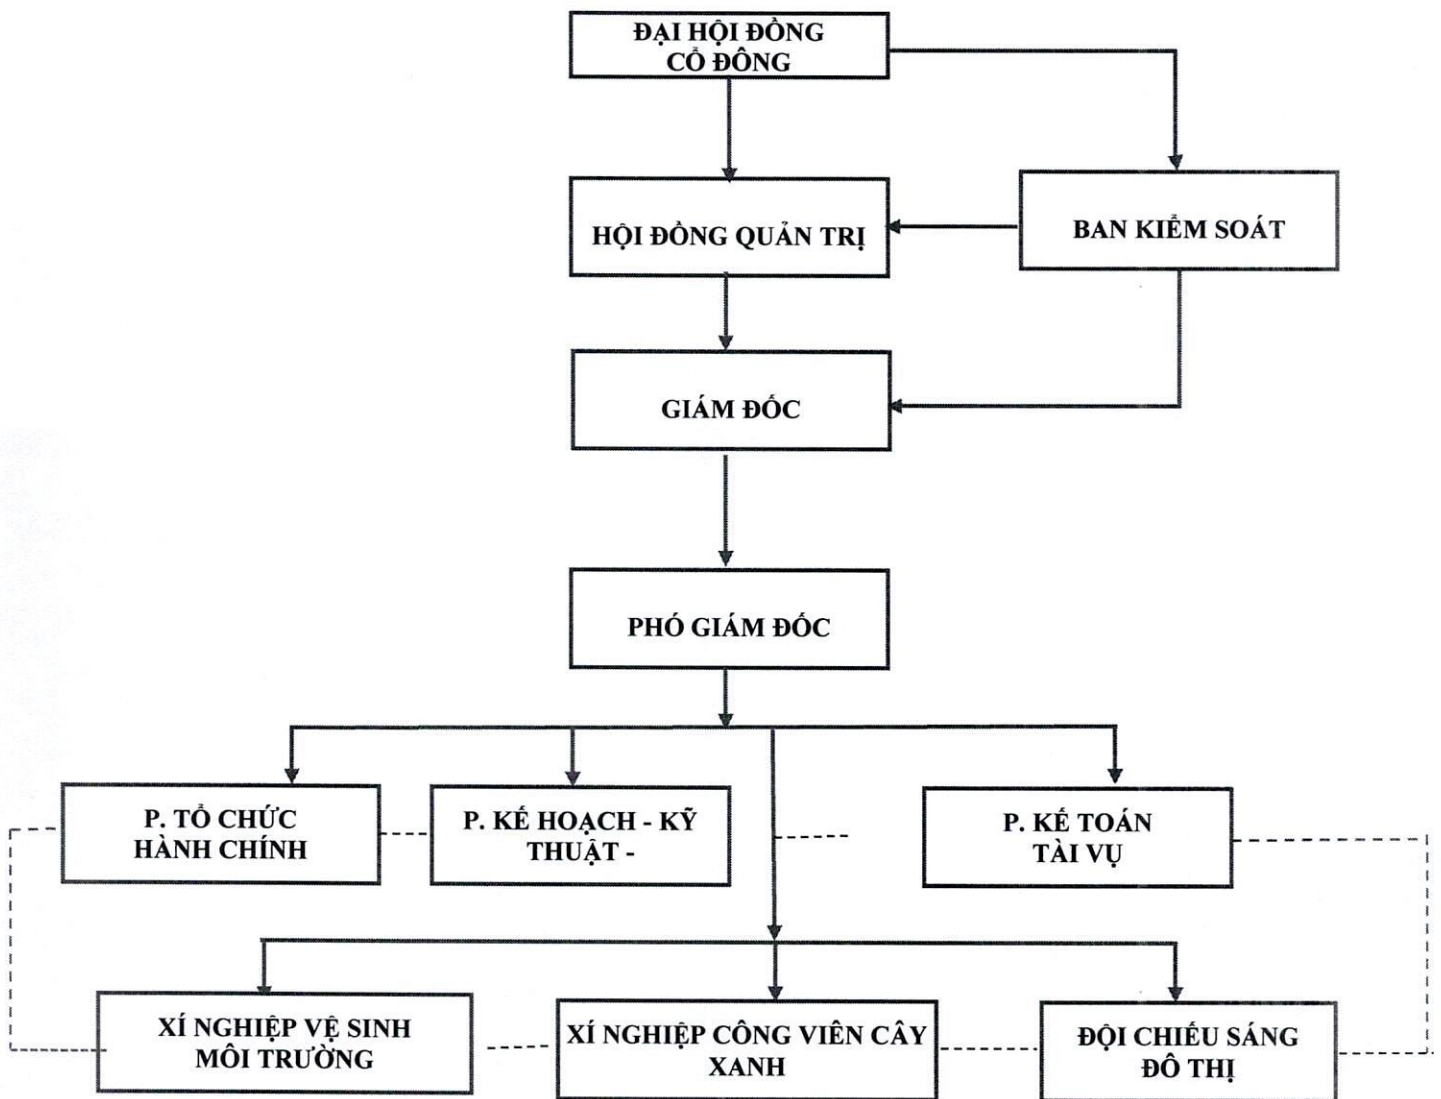 ĐẠI HỘI ĐỒNG
CỔ ĐÔNG
HỘI ĐỒNG QUẢN TRỊ
BAN KIỂM SOÁT
GIÁM ĐỐC
PHÓ GIÁM ĐỐC
P. TỔ CHỨC
HÀNH CHÍNH
P. KẾ HOẠCH - KỸ
THUẬT -
P. KẾ TOÁN
TÀI VỤ
XÍ NGHIỆP VỆ SINH
MÔI TRƯỜNG
XÍ NGHIỆP CÔNG VIÊN CÂY
XANH
ĐỘI CHIẾU SÁNG
ĐÔ THỊ